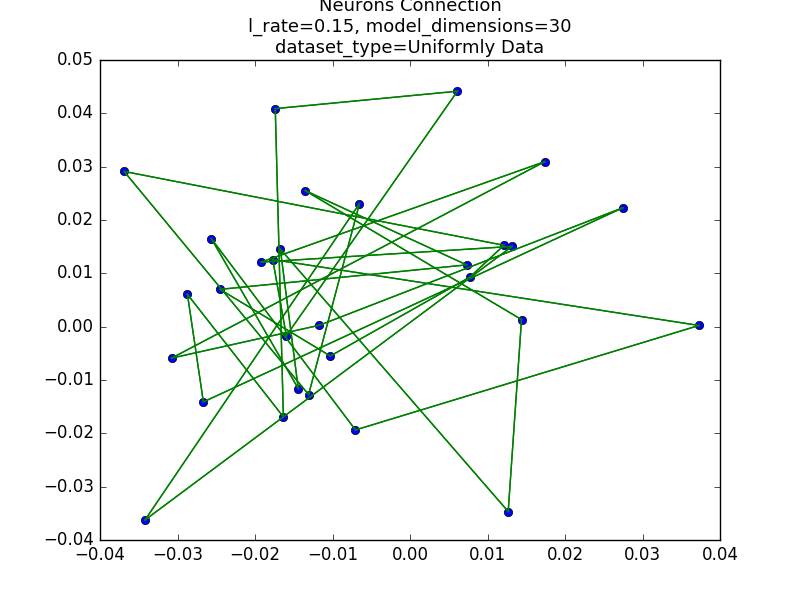 Neurons Connection
l_rate=0.15, model_dimensions=30
dataset_type=Uniformly Data
0.05
0.04
0.03
0.02
0.01
0.00
−0.01
−0.02
−0.03
−0.04
−0.04 −0.03 −0.02 −0.01 0.00 0.01 0.02 0.03 0.04